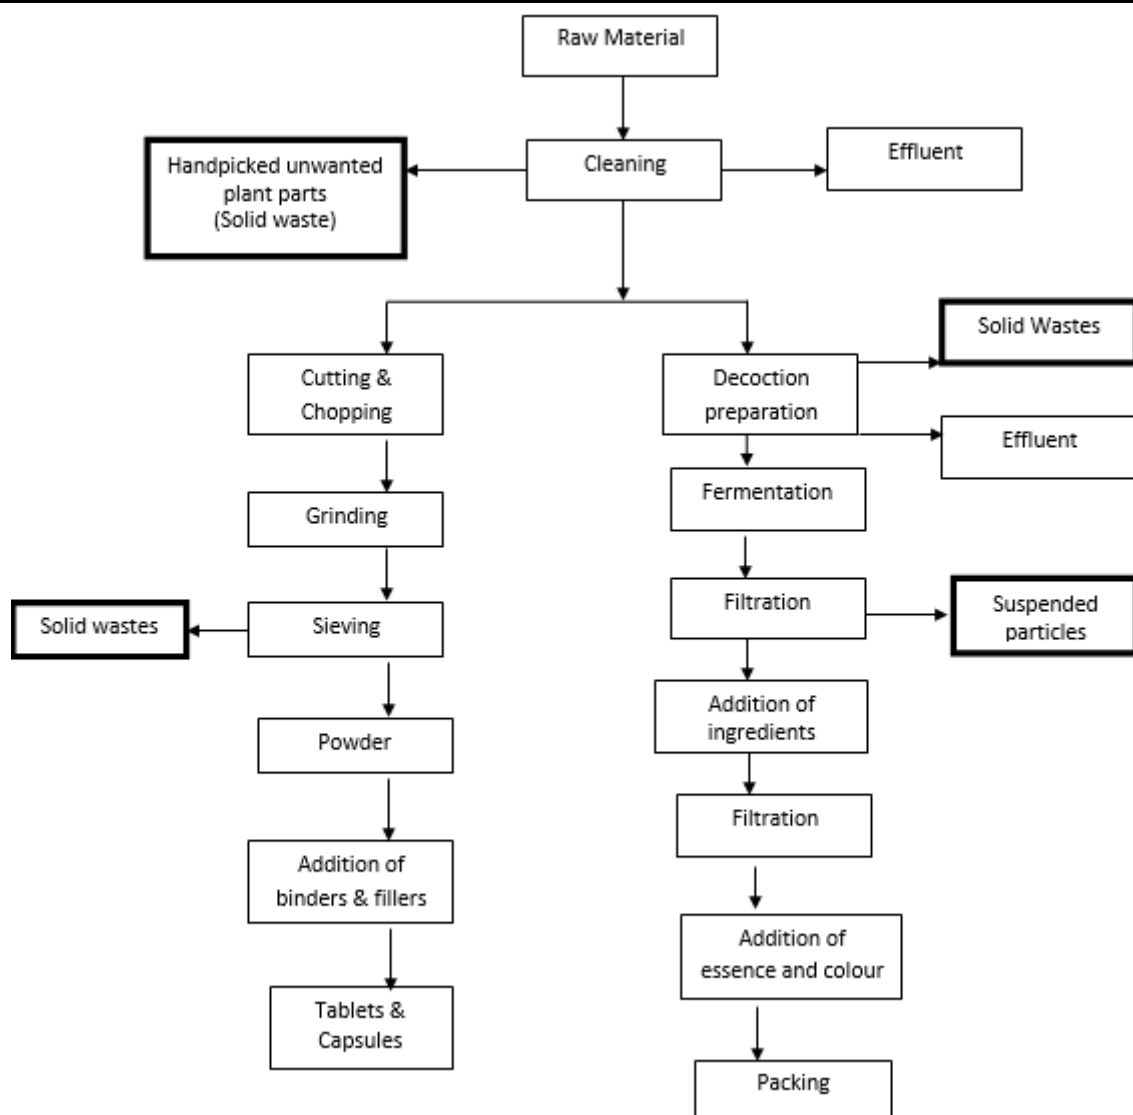 Raw Material
Handpicked unwanted
plant parts
(Solid waste)
Cleaning
Effluent
Cutting &
Chopping
Decoction
preparation
Solid Wastes
Effluent
Grinding
Fermentation
Solid wastes
Sieving
Filtration
Suspended
particles
Powder
Addition of
ingredients
Addition of
binders & fillers
Filtration
Tablets &
Capsules
Addition of
essence and colour
Packing